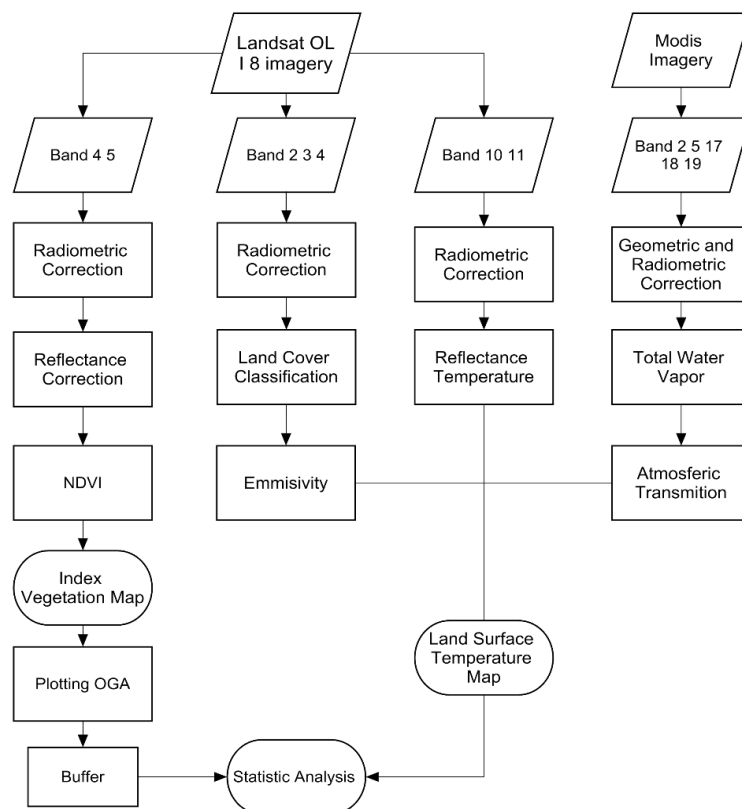 Landsat OL
I 8 imagery
Modis
Imagery
Band 4 5
Band 2 3 4
Band 10 11
Band 2 5 17
18 19
Radiometric
Correction
Radiometric
Correction
Radiometric
Correction
Geometric and
Radiometric
Correction
Reflectance
Correction
Land Cover
Classification
Reflectance
Temperature
Total Water
Vapor
NDVI
Emmisivity
Atmosferic
Transmition
Index
Vegetation Map
Land Surface
Temperature
Map
Plotting OGA
Buffer
Statistic Analysis